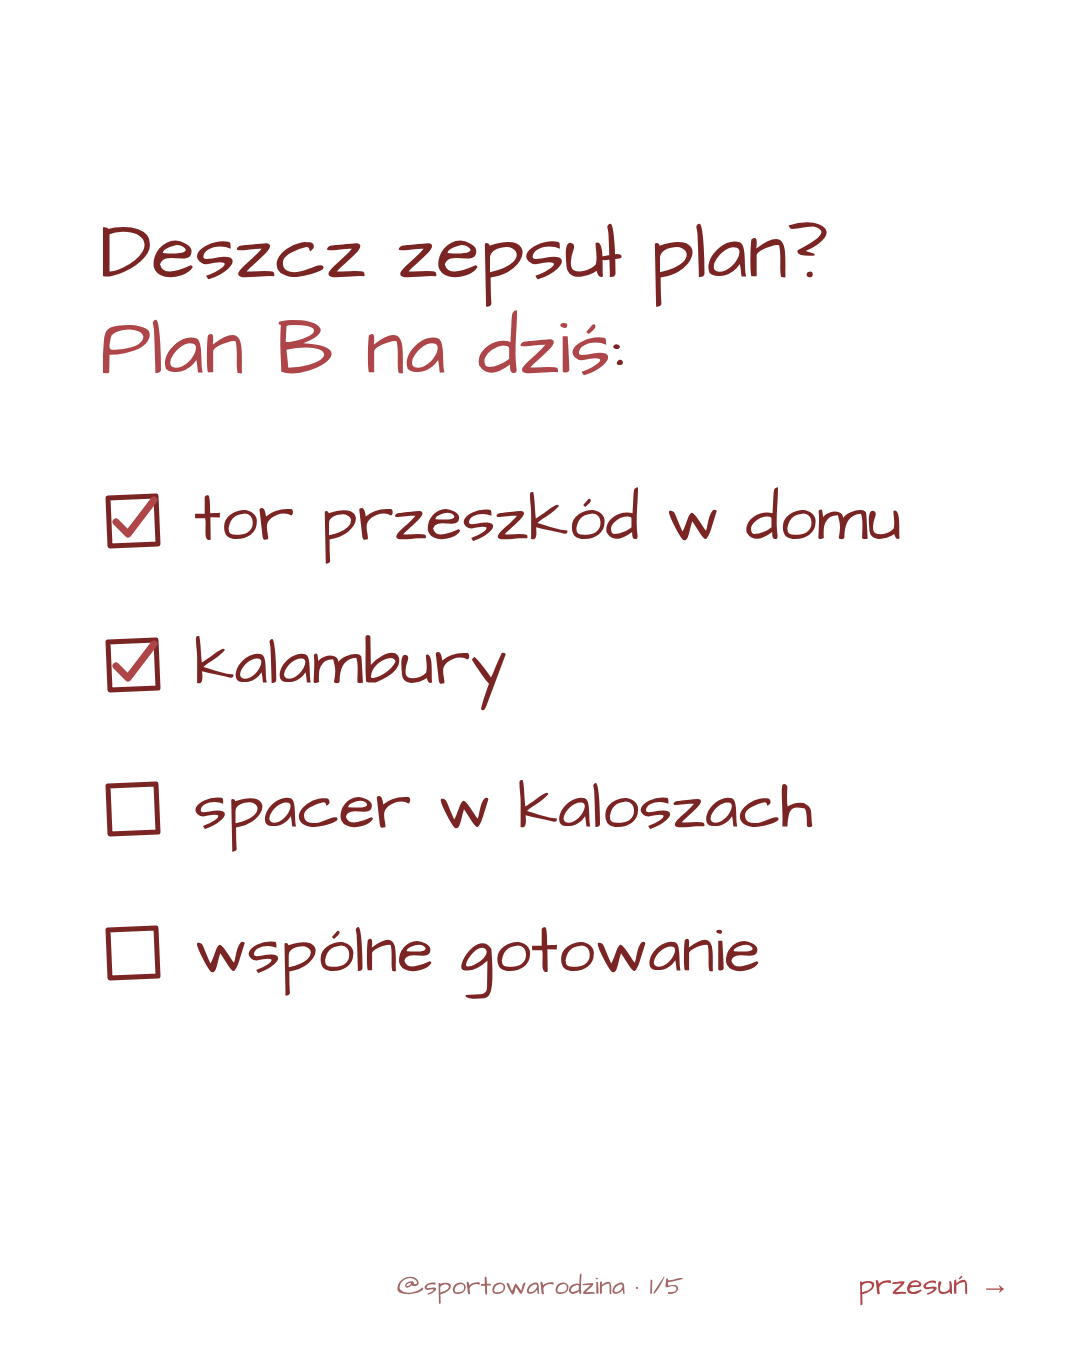 Deszcz zepsuł plan?
Plan B na dziś:
tor przeszkód w domu
kalambury
spacer w kaloszach
wspólne gotowanie
@sportowarodzina · 1/5
przesuń →